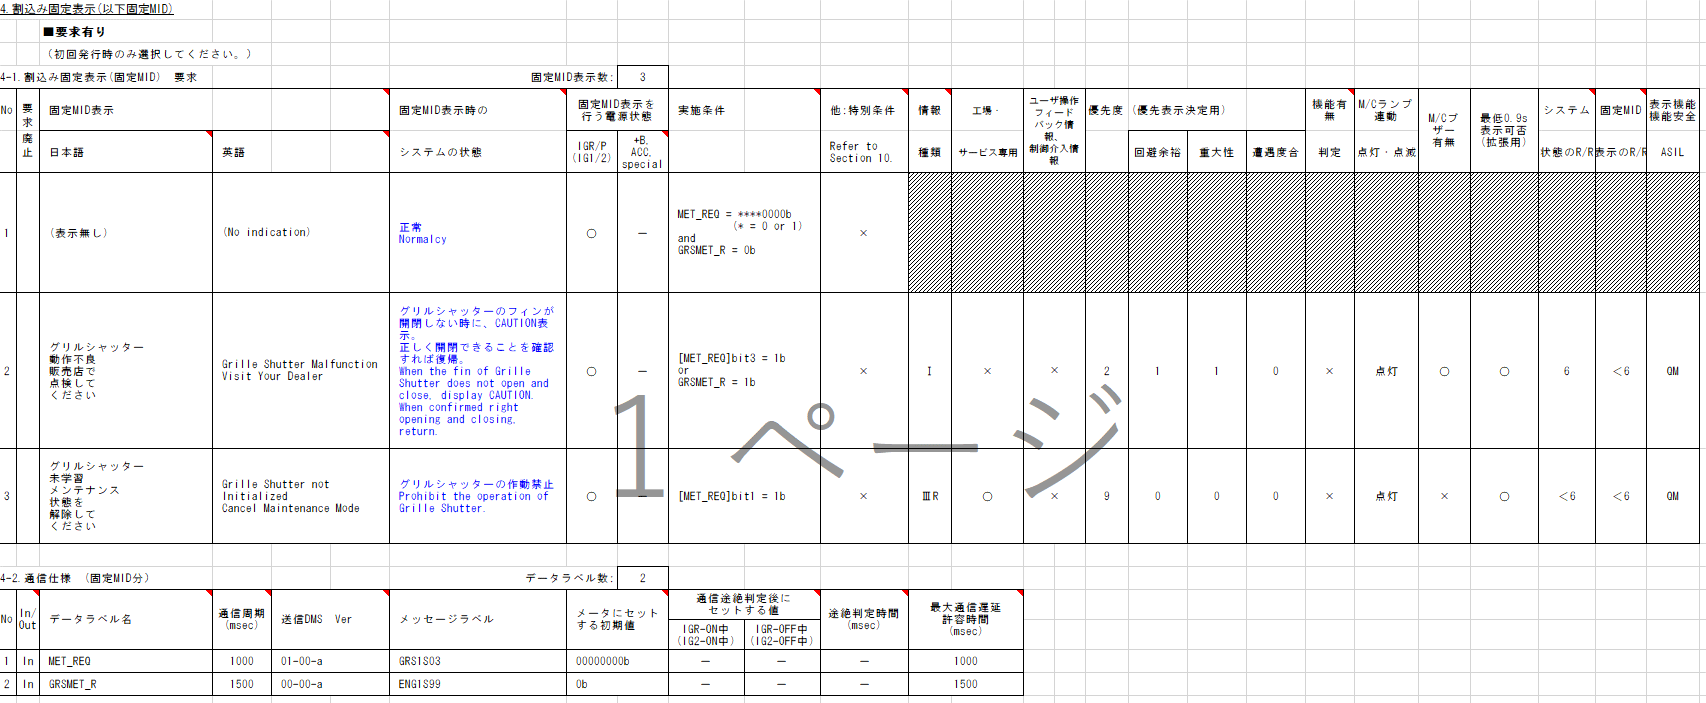 4.割込み固定表示(以下固定MID)
■要求有り
（初回発行時のみ選択してください。）
4-1.割込み固定表示(固定MID)　要求
固定MID表示数:
3
No
要求
廃止
固定MID表示
日本語
英語
固定MID表示時の
システムの状態
固定MID表示を
行う電源状態
IGR/P
(IG1/2)
+B,
ACC,
special
実施条件
他:特別条件
Refer to
Section 10.
情報
種類
工場・
サービス専用
ユーザ操作
フィード
バック情
報、
制御介入情
報
優先度（優先表示決定用）
回避余裕
重大性
遭遇度合
機能有
無
判定
M/Cランプ
連動
点灯・点滅
M/Cブ
ザー
有無
最低0.9s
表示可否
(拡張用)
システム
状態のR/R
固定MID
表示のR/R
表示機能
機能安全
ASIL
1
(表示無し)
(No indication)
正常
Normalcy
○
－
MET_REQ = ****0000b
(* = 0 or 1)
and
GRSMET_R = 0b
×
2
グリルシャッター
動作不良
販売店で
点検して
ください
Grille Shutter Malfunction
Visit Your Dealer
グリルシャッターのフィンが
開閉しない時に、CAUTION表
示。
正しく開閉できることを確認
すれば復帰。
When the fin of Grille
Shutter does not open and
close, display CAUTION.
When confirmed right
opening and closing,
return.
○
－
[MET_REQ]bit3 = 1b
or
GRSMET_R = 1b
×
Ⅰ
×
×
2
1
1
0
×
点灯
○
○
6
＜6
QM
3
グリルシャッター
未学習
メンテナンス
状態を
解除して
ください
Grille Shutter not
Initialized
Cancel Maintenance Mode
グリルシャッターの作動禁止
Prohibit the operation of
Grille Shutter.
○
－
[MET_REQ]bit1 = 1b
×
ⅢR
○
×
9
0
0
0
×
点灯
×
○
＜6
＜6
QM
1 ページ
4-2.通信仕様　（固定MID分）
データラベル数:
2
No
In/
Out
データラベル名
通信周期
(msec)
送信DMS　Ver
メッセージラベル
メータにセット
する初期値
通信途絶判定後に
セットする値
IGR-ON中
(IG2-ON中)
IGR-OFF中
(IG2-OFF中)
途絶判定時間
(msec)
最大通信遅延
許容時間
(msec)
1
In
MET_REQ
1000
01-00-a
GRS1S03
00000000b
－
－
－
1000
2
In
GRSMET_R
1500
00-00-a
ENG1S99
0b
－
－
－
1500